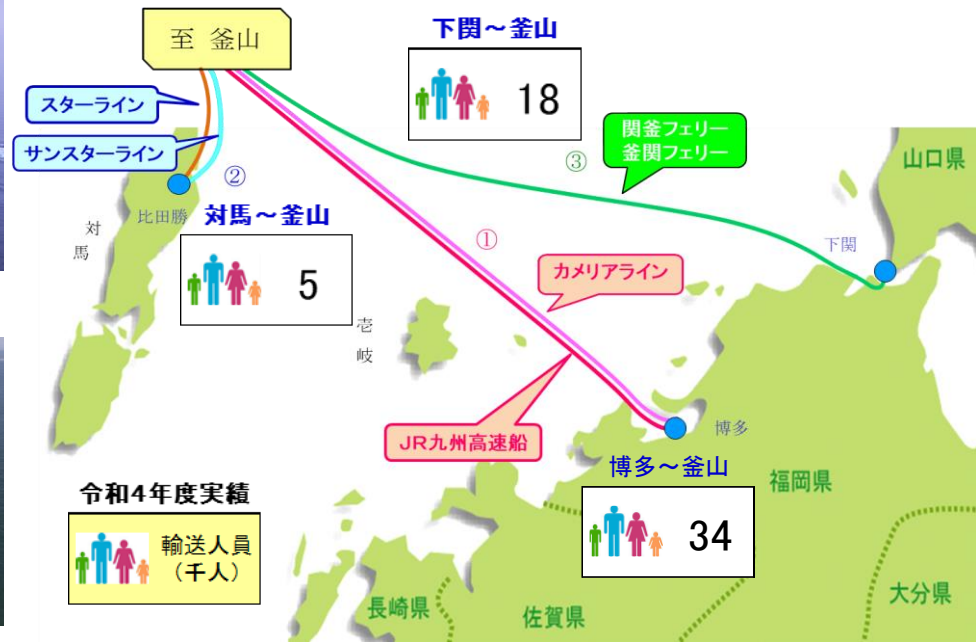 至 釜山
下関～釜山
18
スターライン
サンスターライン
関釜フェリー
釜関フェリー
山口県
②
③
比田勝
対馬～釜山
対
馬
5
①
下関
カメリアライン
壱
岐
JR九州高速船
博多
博多～釜山
34
福岡県
令和4年度実績
輸送人員
（千人）
長崎県
佐賀県
大分県